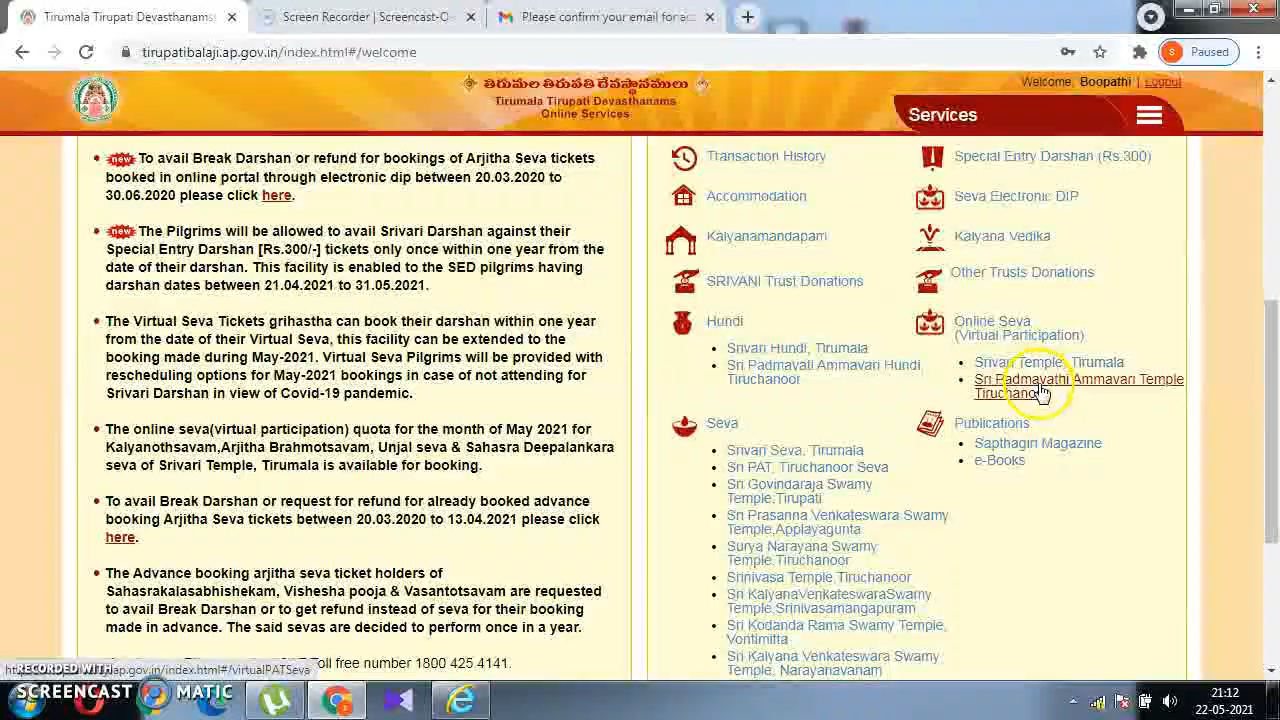 Tirumala Tirupati Devasthanams
Screen Recorder | Screencast-O
Please confirm your email for ac
tirupatibalaji.ap.gov.in/index.html#/welcome
S Paused
తిరుమల తిరుపతి దేవస్థానములు
Tirumala Tirupati Devasthanams
Online Services
Welcome, Boopathi | Logout
Services
new To avail Break Darshan or refund for bookings of Arjitha Seva tickets
booked in online portal through electronic dip between 20.03.2020 to
30.06.2020 please click here.
new The Pilgrims will be allowed to avail Srivari Darshan against their
Special Entry Darshan [Rs.300/-] tickets only once within one year from the
date of their darshan. This facility is enabled to the SED pilgrims having
darshan dates between 21.04.2021 to 31.05.2021.
The Virtual Seva Tickets grihastha can book their darshan within one year
from the date of their Virtual Seva, this facility can be extended to the
booking made during May-2021. Virtual Seva Pilgrims will be provided with
rescheduling options for May-2021 bookings in case of not attending for
Srivari Darshan in view of Covid-19 pandemic.
The online seva(virtual participation) quota for the month of May 2021 for
Kalyanothsavam,Arjitha Brahmotsavam, Unjal seva & Sahasra Deepalankara
seva of Srivari Temple, Tirumala is available for booking.
To avail Break Darshan or request for refund for already booked advance
booking Arjitha Seva tickets between 20.03.2020 to 13.04.2021 please click
here.
The Advance booking arjitha seva ticket holders of
Sahasrakalasabhishekam, Vishesha pooja & Vasantotsavam are requested
to avail Break Darshan or to get refund instead of seva for their booking
made in advance. The said sevas are decided to perform once in a year.
Toll free number 1800 425 4141.
Transaction History
Special Entry Darshan (Rs.300)
Accommodation
Seva Electronic DIP
Kalyanamandapam
Kalyana Vedika
SRIVANI Trust Donations
Other Trusts Donations
Hundi
Srivari Hundi, Tirumala
Sri Padmavati Ammavari Hundi,
Tiruchanoor
Online Seva
(Virtual Participation)
Srivari Temple, Tirumala
Sri Padmavathi Ammavari Temple
Tiruchanoor
Seva
Srivari Seva, Tirumala
Sri PAT, Tiruchanoor Seva
Sri Govindaraja Swamy
Temple,Tirupati
Sri Prasanna Venkateswara Swamy
Temple,Applayagunta
Surya Narayana Swamy
Temple,Tiruchanoor
Srinivasa Temple,Tiruchanoor
Sri KalyanaVenkateswaraSwamy
Temple,Srinivasamangapuram
Sri Kodanda Rama Swamy Temple,
Vontimitta
Sri Kalyana Venkateswara Swamy
Temple, Narayanavanam
Publications
Sapthagiri Magazine
e-Books
ap.gov.in/index.html#/virtualPATSeva
RECORDED WITH
SCREENCAST MATIC
21:12
22-05-2021